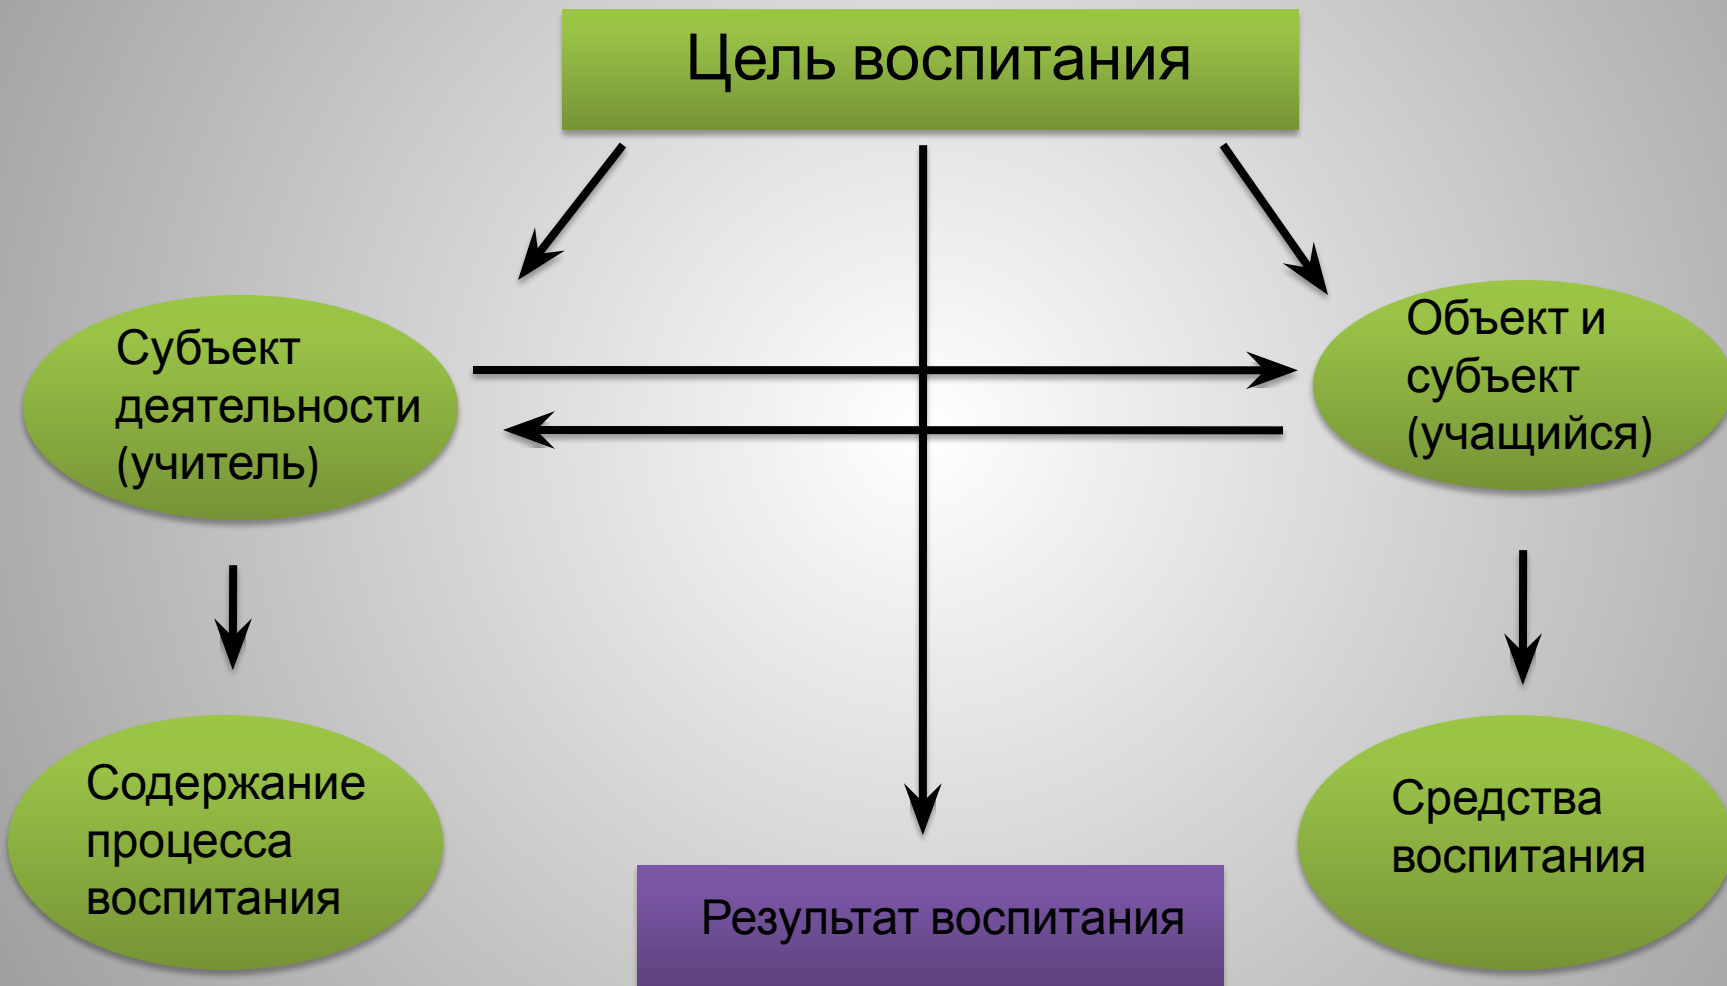 Цель воспитания
Субъект
деятельности
(учитель)
Объект и
субъект
(учащийся)
Содержание
процесса
воспитания
Средства
воспитания
Результат воспитания